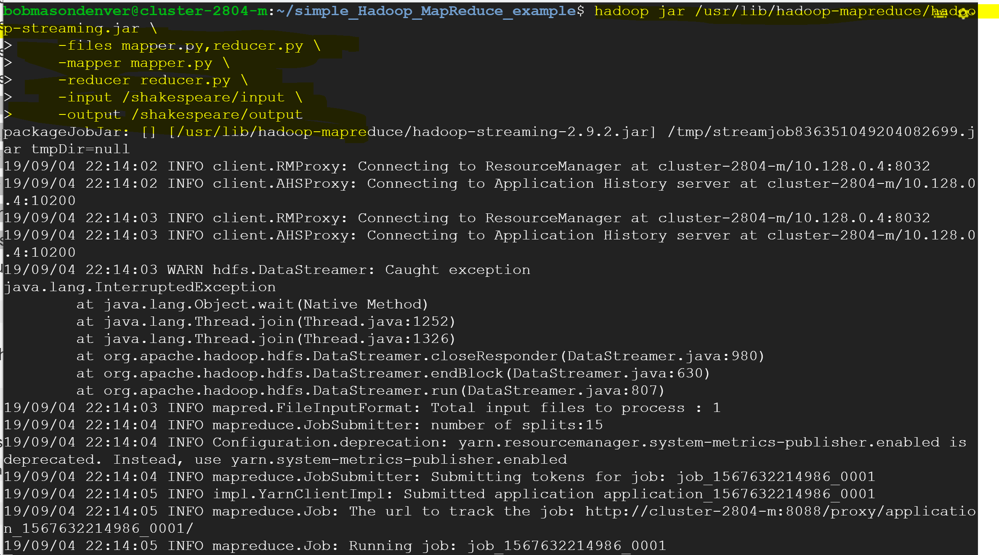 bobmasondenver@cluster-2804-m:~/simple_Hadoop_MapReduce_example$ hadoop jar /usr/lib/hadoop-mapreduce/hadoo
p-streaming.jar \
>     -files mapper.py,reducer.py \
>     -mapper mapper.py \
>     -reducer reducer.py \
>     -input /shakespeare/input \
>     -output /shakespeare/output
packageJobJar: [] [/usr/lib/hadoop-mapreduce/hadoop-streaming-2.9.2.jar] /tmp/streamjob8363510492040826​99.j
ar tmpDir=null
19/09/04 22:14:02 INFO client.RMProxy: Connecting to ResourceManager at cluster-2804-m/10.128.0.4:8032
19/09/04 22:14:02 INFO client.AHSProxy: Connecting to Application History server at cluster-2804-m/10.128.0
.4:10200
19/09/04 22:14:03 INFO client.RMProxy: Connecting to ResourceManager at cluster-2804-m/10.128.0.4:8032
19/09/04 22:14:03 INFO client.AHSProxy: Connecting to Application History server at cluster-2804-m/10.128.0
.4:10200
19/09/04 22:14:03 WARN hdfs.DataStreamer: Caught exception
java.lang.InterruptedException
        at java.lang.Object.wait(Native Method)
        at java.lang.Thread.join(Thread.java:1252)
        at java.lang.Thread.join(Thread.java:1326)
        at org.apache.hadoop.hdfs.DataStreamer.closeResponder(DataStreamer.java:980)
        at org.apache.hadoop.hdfs.DataStreamer.endBlock(DataStreamer.java:630)
        at org.apache.hadoop.hdfs.DataStreamer.run(DataStreamer.java:807)
19/09/04 22:14:03 INFO mapred.FileInputFormat: Total input files to process : 1
19/09/04 22:14:04 INFO mapreduce.JobSubmitter: number of splits:15
19/09/04 22:14:04 INFO Configuration.deprecation: yarn.resourcemanager.system-metrics-publisher.enabled is
deprecated. Instead, use yarn.system-metrics-publisher.enabled
19/09/04 22:14:04 INFO mapreduce.JobSubmitter: Submitting tokens for job: job_1567632214986_0001
19/09/04 22:14:05 INFO impl.YarnClientImpl: Submitted application application_1567632214986_0001
19/09/04 22:14:05 INFO mapreduce.Job: The url to track the job: http://cluster-2804-m:8088/proxy/applicatio
n_1567632214986_0001/
19/09/04 22:14:05 INFO mapreduce.Job: Running job: job_1567632214986_0001